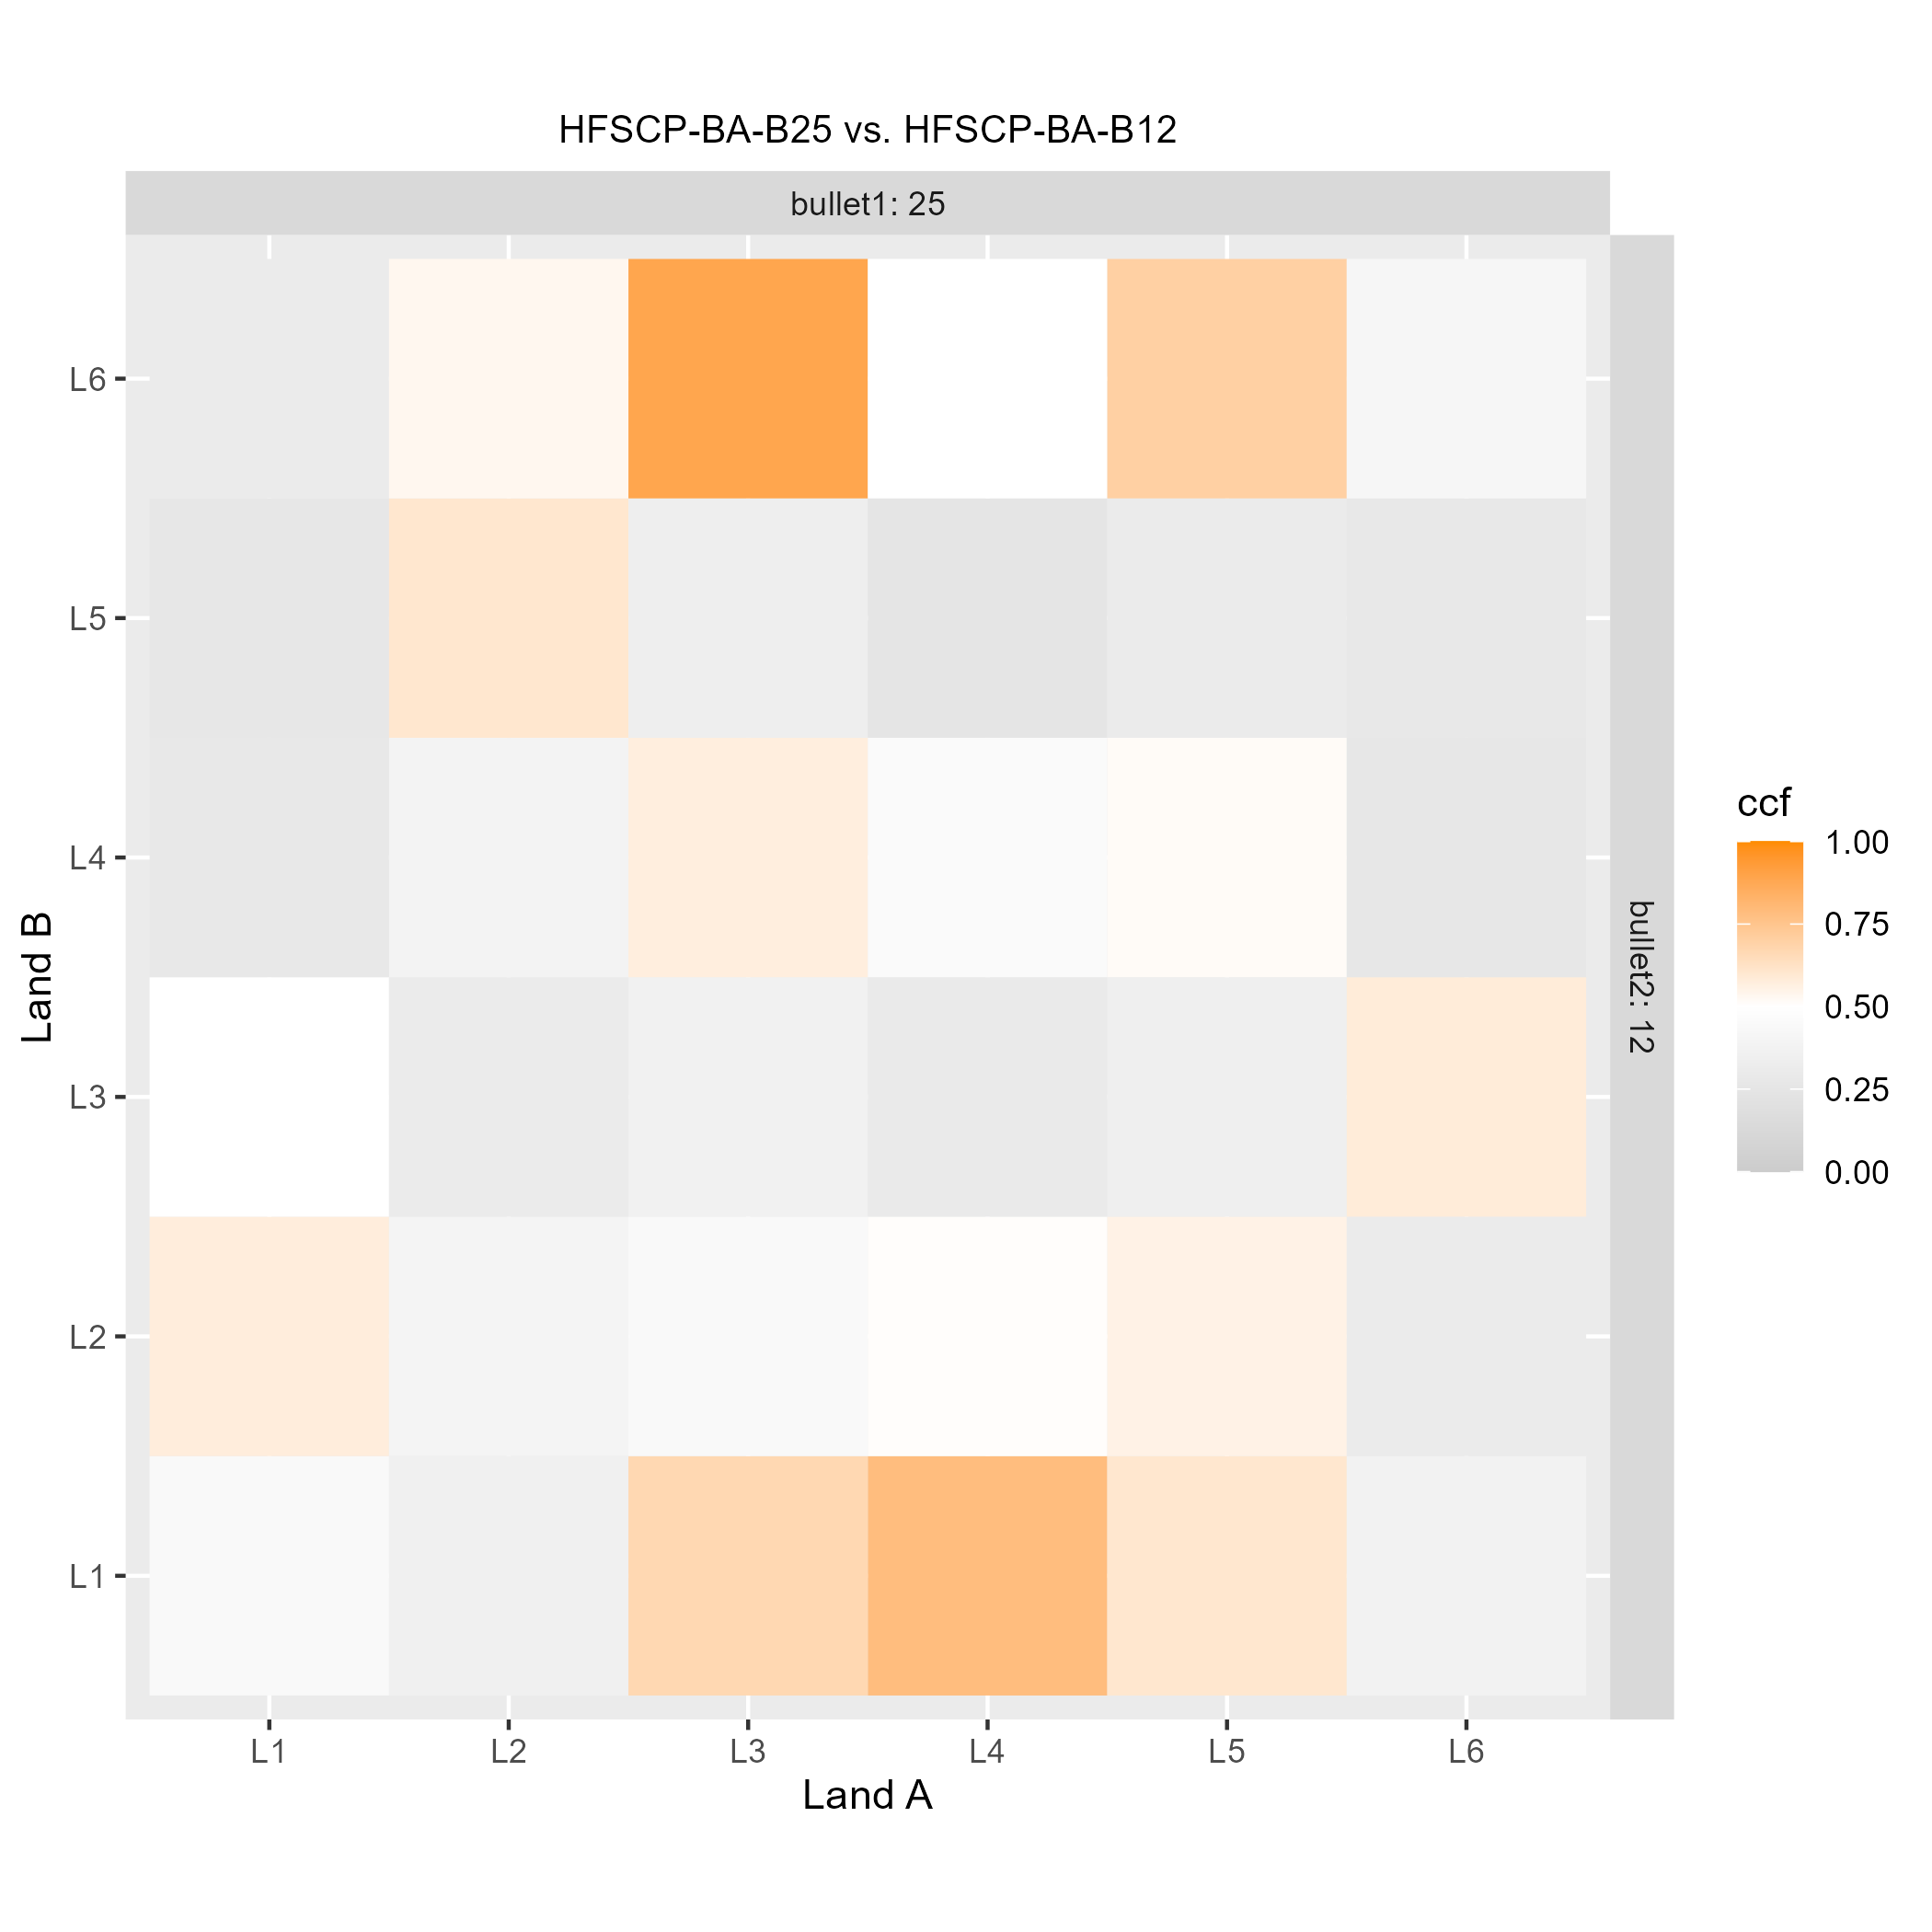 HFSCP-BA-B25 vs. HFSCP-BA-B12
bullet1: 25
L6
L5
L4
L3
L2
L1
Land B
bullet2: 12
ccf
1.00
0.75
0.50
0.25
0.00
L1 L2 L3 L4 L5 L6
Land A